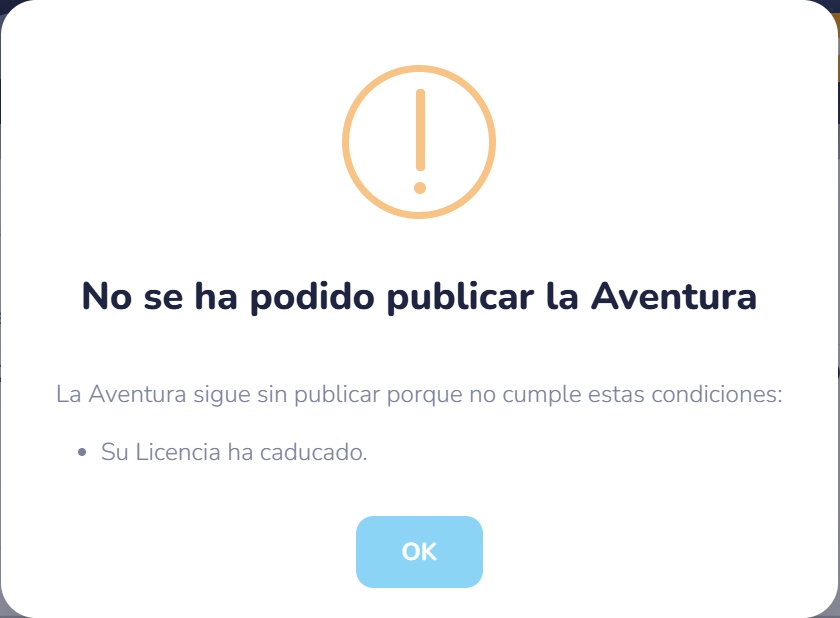 No se ha podido publicar la Aventura
La Aventura sigue sin publicar porque no cumple estas condiciones:
• Su Licencia ha caducado.
OK